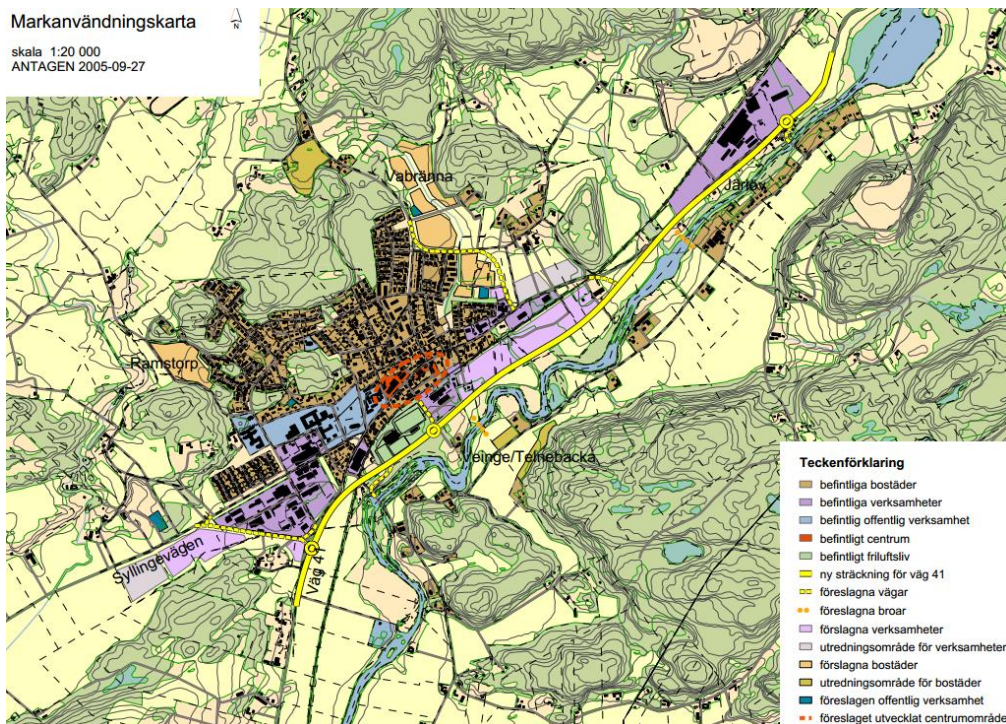 Markanvändningskarta
N
skala 1:20 000
ANTAGEN 2005-09-27
Vabränna
Järlöv
Ramstorp
Veinge/Telnebacka
Syllingevägen
Väg 41
Teckenförklaring
befintliga bostäder
befintliga verksamheter
befintlig offentlig verksamhet
befintligt centrum
befintligt friluftsliv
ny sträckning för väg 41
föreslagna vägar
föreslagna broar
förslagna verksamheter
utredningsområde för verksamheter
förslagna bostäder
utredningsområde för bostäder
föreslagen offentlig verksamhet
föreslaget utvecklat centrumområde